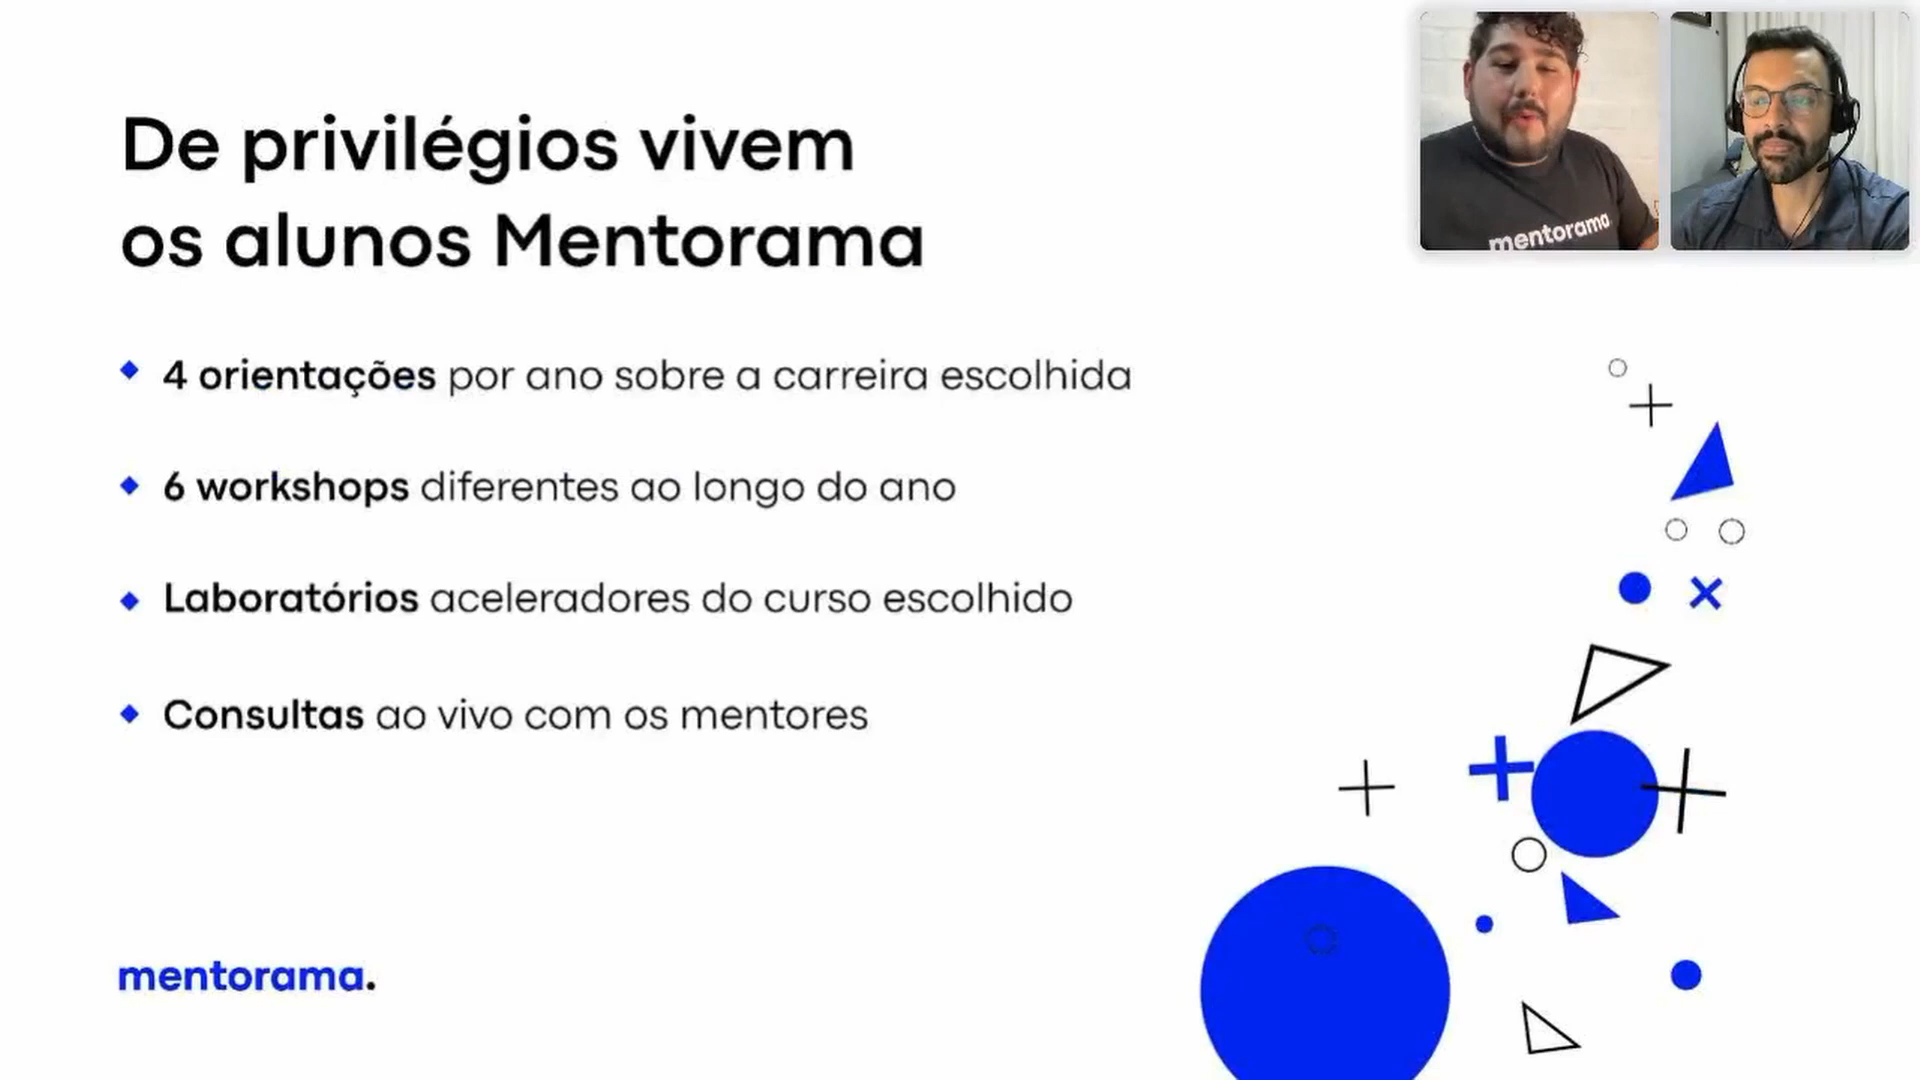 De privilégios vivem
os alunos Mentorama
4 orientações por ano sobre a carreira escolhida
6 workshops diferentes ao longo do ano
Laboratórios aceleradores do curso escolhido
Consultas ao vivo com os mentores
mentorama.
mentorama